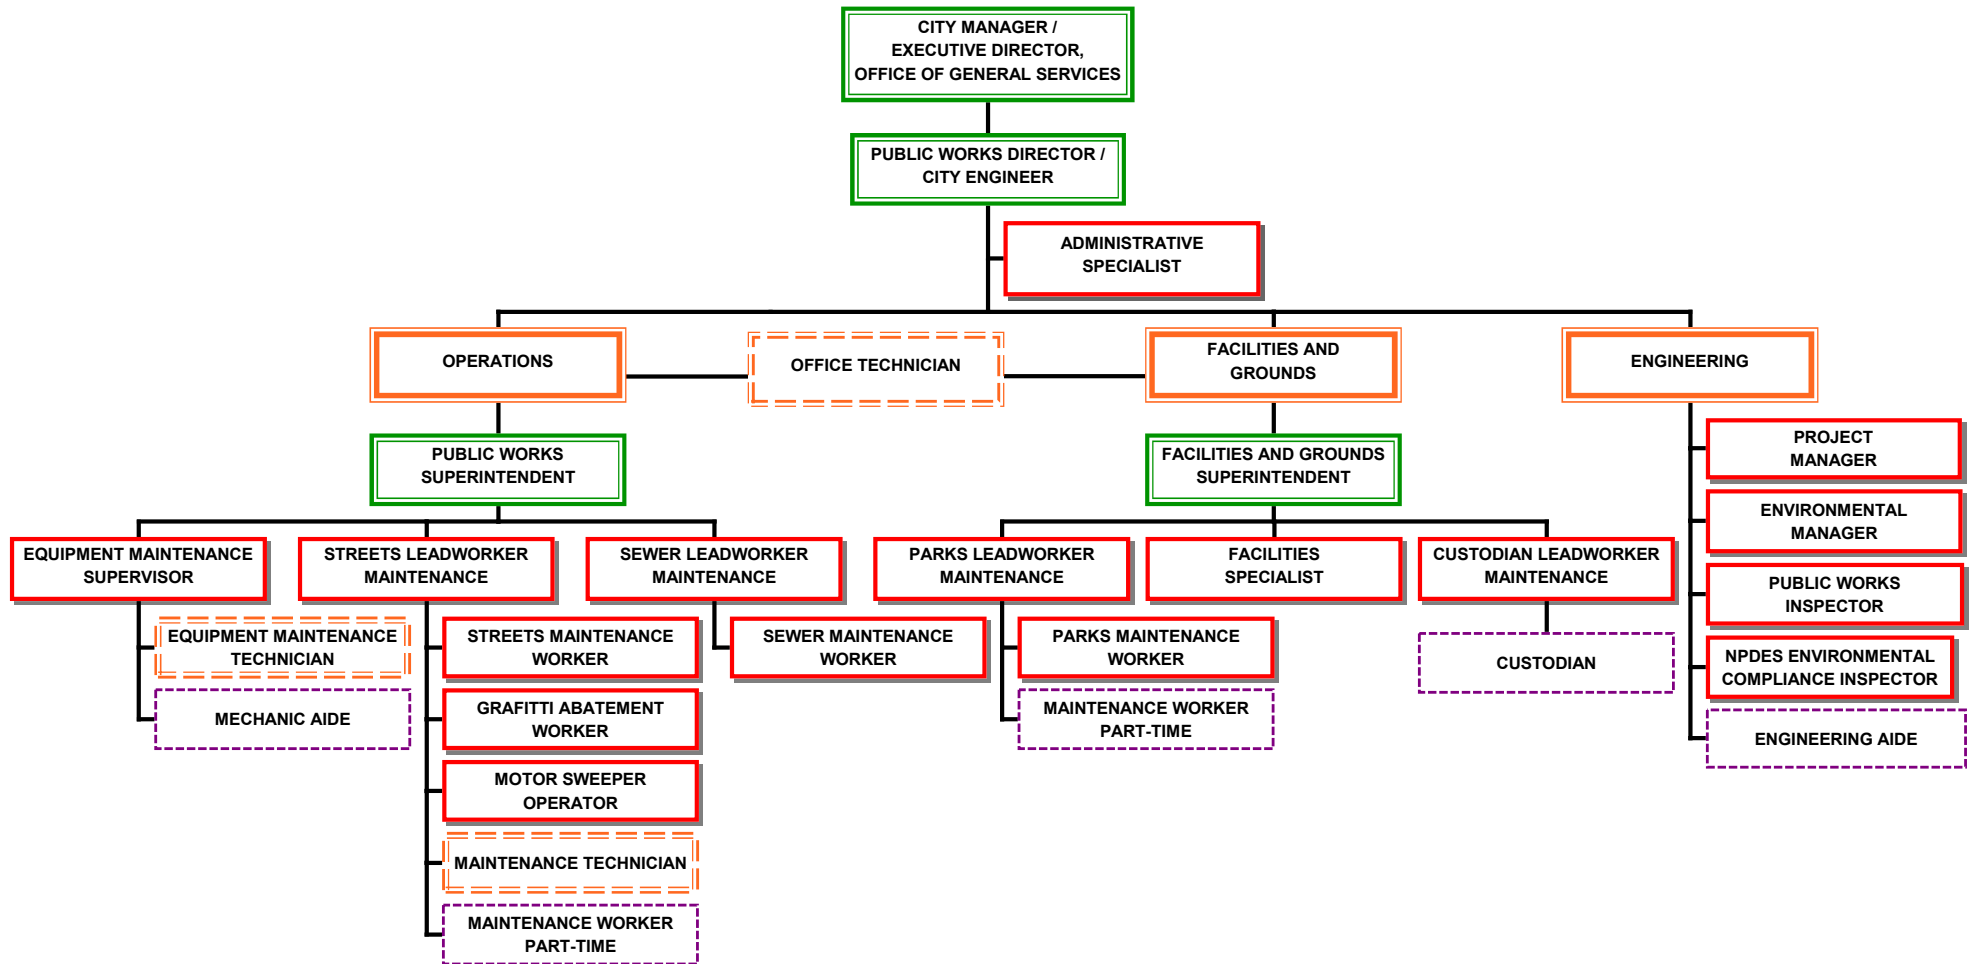 CITY MANAGER /
EXECUTIVE DIRECTOR,
OFFICE OF GENERAL SERVICES
PUBLIC WORKS DIRECTOR /
CITY ENGINEER
ADMINISTRATIVE
SPECIALIST
OPERATIONS
OFFICE TECHNICIAN
FACILITIES AND
GROUNDS
ENGINEERING
PUBLIC WORKS
SUPERINTENDENT
FACILITIES AND GROUNDS
SUPERINTENDENT
PROJECT
MANAGER
ENVIRONMENTAL
MANAGER
PUBLIC WORKS
INSPECTOR
NPDES ENVIRONMENTAL
COMPLIANCE INSPECTOR
ENGINEERING AIDE
EQUIPMENT MAINTENANCE
SUPERVISOR
EQUIPMENT MAINTENANCE
TECHNICIAN
MECHANIC AIDE
STREETS LEADWORKER
MAINTENANCE
STREETS MAINTENANCE
WORKER
GRAFITTI ABATEMENT
WORKER
MOTOR SWEEPER
OPERATOR
MAINTENANCE TECHNICIAN
MAINTENANCE WORKER
PART-TIME
SEWER LEADWORKER
MAINTENANCE
SEWER MAINTENANCE
WORKER
PARKS LEADWORKER
MAINTENANCE
PARKS MAINTENANCE
WORKER
MAINTENANCE WORKER
PART-TIME
FACILITIES
SPECIALIST
CUSTODIAN LEADWORKER
MAINTENANCE
CUSTODIAN